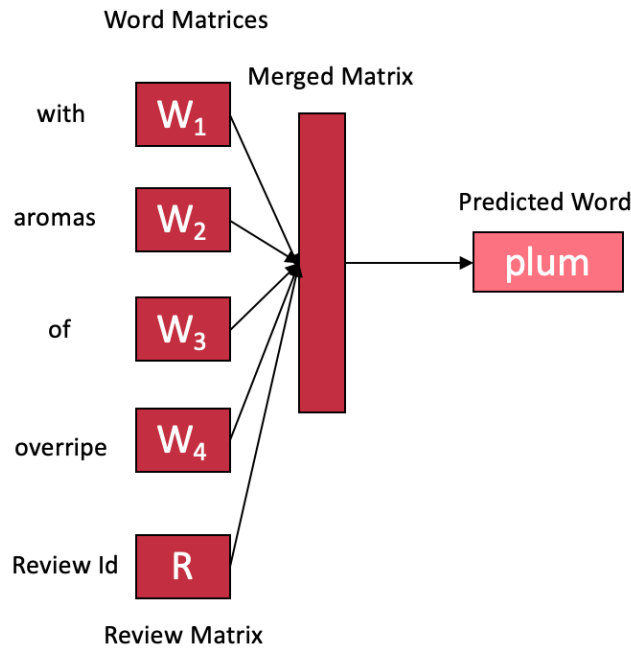 Word Matrices
Merged Matrix
with W1
aromas W2
Predicted Word
plum
of W3
overripe W4
Review Id R
Review Matrix